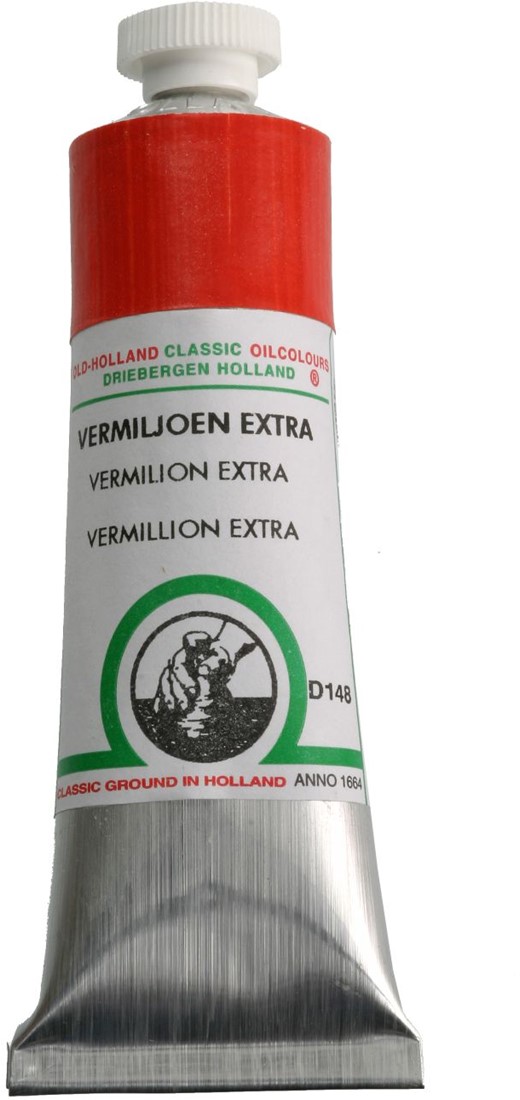 OLD-HOLLAND CLASSIC OILCOLOURS
DRIEBERGEN HOLLAND ®
VERMILJOEN EXTRA
VERMILION EXTRA
VERMILLION EXTRA
D148
CLASSIC GROUND IN HOLLAND ANNO 1664